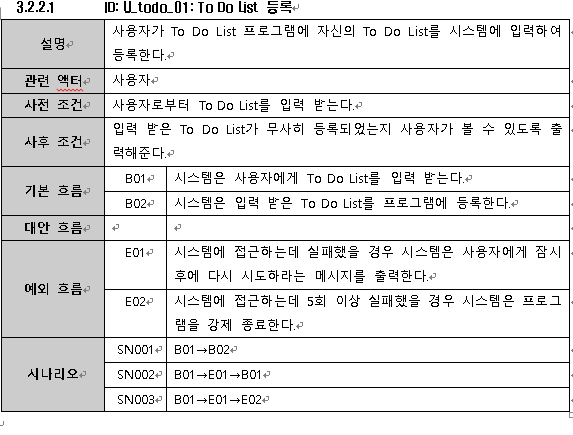 3.2.2.1 ID: U_todo_01: To Do List 등록
설명
사용자가 To Do List 프로그램에 자신의 To Do List를 시스템에 입력하여
등록한다.
관련 액터
사용자
사전 조건
사용자로부터 To Do List를 입력 받는다.
사후 조건
입력 받은 To Do List가 무사히 등록되었는지 사용자가 볼 수 있도록 출
력해준다.
기본 흐름
B01 시스템은 사용자에게 To Do List를 입력 받는다.
B02 시스템은 입력 받은 To Do List를 프로그램에 등록한다.
대안 흐름
예외 흐름
E01 시스템에 접근하는데 실패했을 경우 시스템은 사용자에게 잠시
후에 다시 시도하라는 메시지를 출력한다.
E02 시스템에 접근하는데 5회 이상 실패했을 경우 시스템은 프로그
램을 강제 종료한다.
시나리오
SN001 B01→B02
SN002 B01→E01→B01
SN003 B01→E01→E02